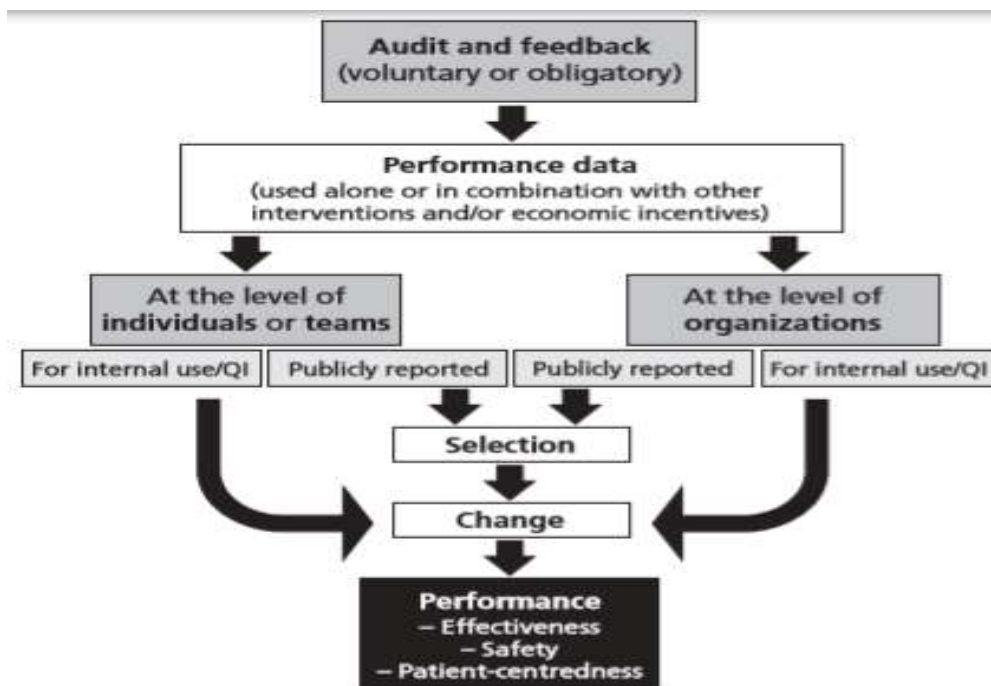 Audit and feedback
(voluntary or obligatory)
Performance data
(used alone or in combination with other
interventions and/or economic incentives)
At the level of
individuals or teams
At the level of
organizations
For internal use/QI
Publicly reported
Publicly reported
For internal use/QI
Selection
Change
Performance
– Effectiveness
– Safety
– Patient-centredness